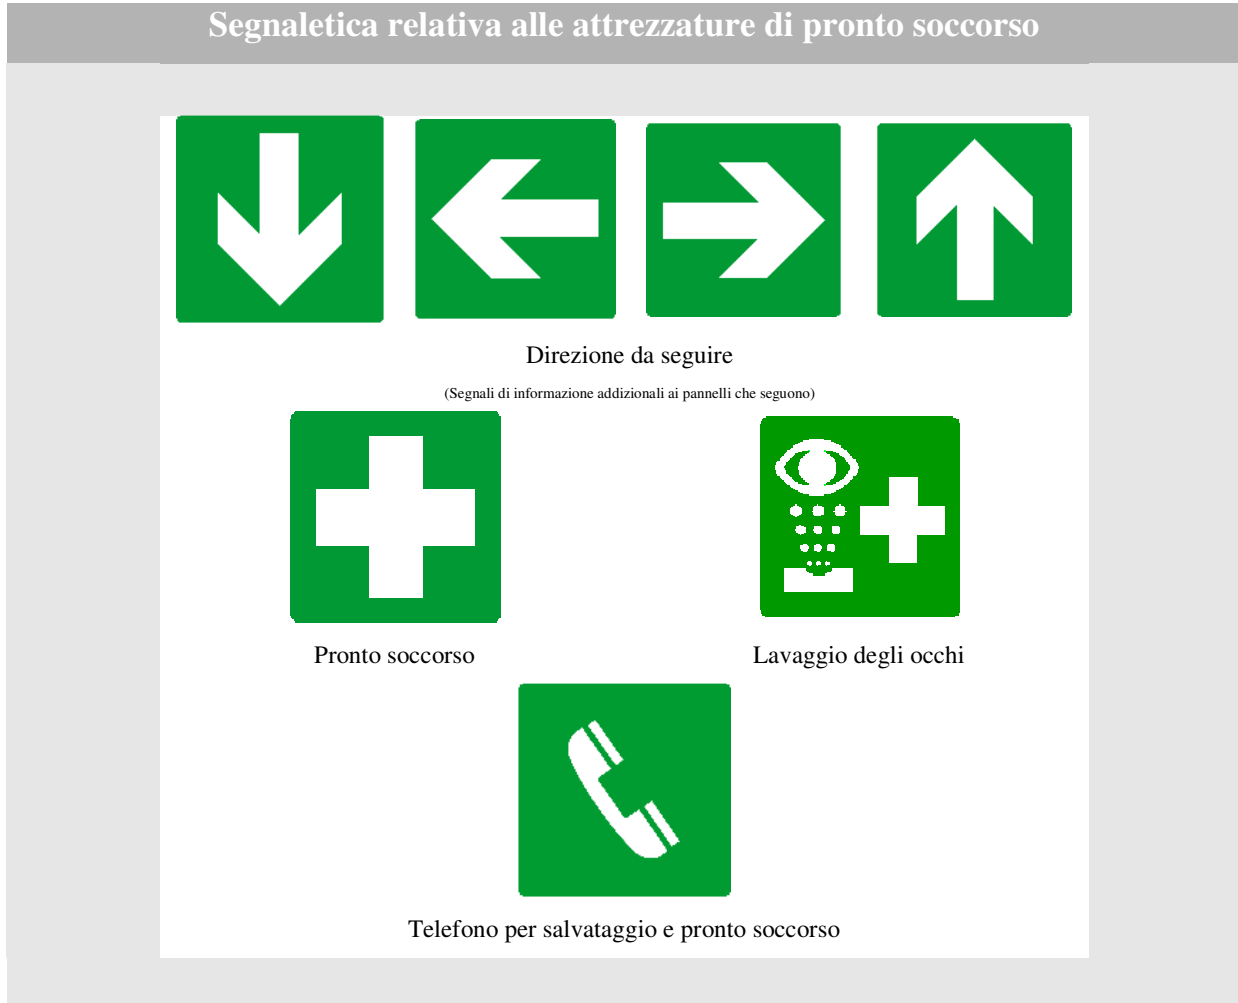 Segnaletica relativa alle attrezzature di pronto soccorso
Direzione da seguire
(Segnali di informazione addizionali ai pannelli che seguono)
Pronto soccorso
Lavaggio degli occhi
Telefono per salvataggio e pronto soccorso